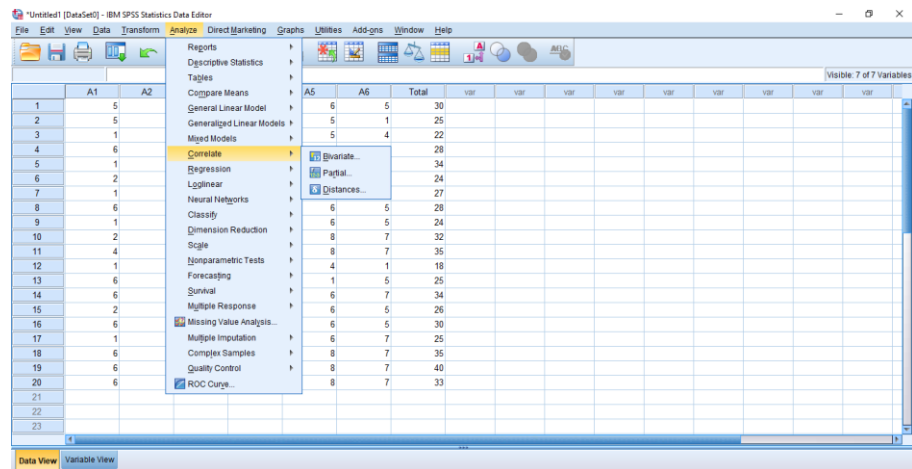 *Untitled1 [DataSet0] - IBM SPSS Statistics Data Editor
File Edit View Data Transform Analyze Direct Marketing Graphs Utilities Add-ons Window Help
Visible: 7 of 7 Variables
A1 A2 A5 A6 Total var var var var var var var
Reports
Descriptive Statistics
Tables
Compare Means
General Linear Model
Generalized Linear Models
Mixed Models
Correlate
Regression
Loglinear
Neural Networks
Classify
Dimension Reduction
Scale
Nonparametric Tests
Forecasting
Survival
Multiple Response
Missing Value Analysis...
Multiple Imputation
Complex Samples
Quality Control
ROC Curve...
Bivariate...
Partial...
Distances...
1 5 6 5 30
2 5 5 1 25
3 1 5 4 22
4 6 28
5 1 34
6 2 24
7 1 27
8 6 6 5 28
9 1 6 5 24
10 2 8 7 32
11 4 8 7 35
12 1 4 1 18
13 6 1 5 25
14 6 6 7 34
15 2 6 5 26
16 6 6 5 30
17 1 6 7 25
18 6 8 7 35
19 6 8 7 40
20 6 8 7 33
21
22
23
Data View Variable View